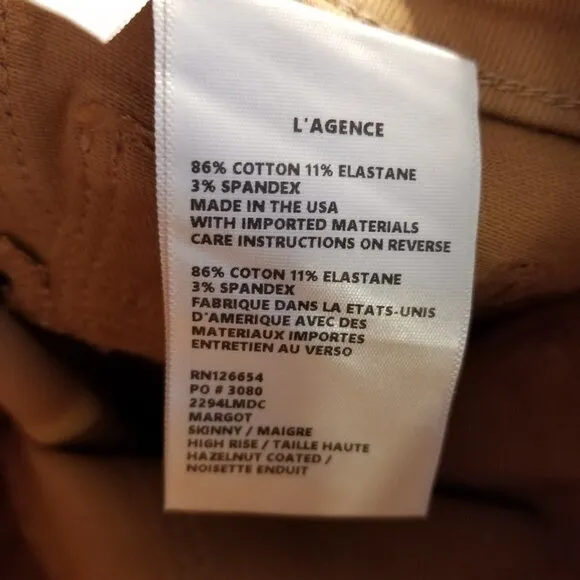 L'AGENCE
86% COTTON 11% ELASTANE
3% SPANDEX
MADE IN THE USA
WITH IMPORTED MATERIALS
CARE INSTRUCTIONS ON REVERSE
86% COTON 11% ELASTANE
3% SPANDEX
FABRIQUE DANS LA ETATS-UNIS
D'AMERIQUE AVEC DES
MATERIAUX IMPORTES
ENTRETIEN AU VERSO
RN126654
PO # 3080
2294LMDC
MARGOT
SKINNY / MAIGRE
HIGH RISE / TAILLE HAUTE
HAZELNUT COATED /
NOISETTE ENDUIT